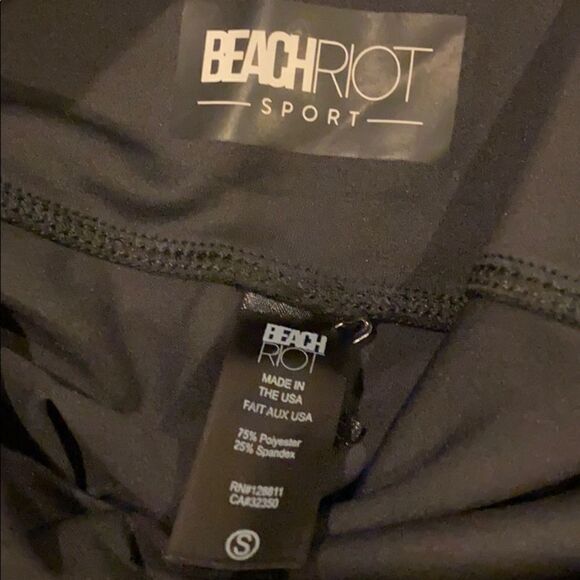 BEACHRIOT
SPORT
BEACH
RIOT
MADE IN
THE USA
FAIT AUX USA
75% Polyester
25% Spandex
RN#128811
CA#32350
S